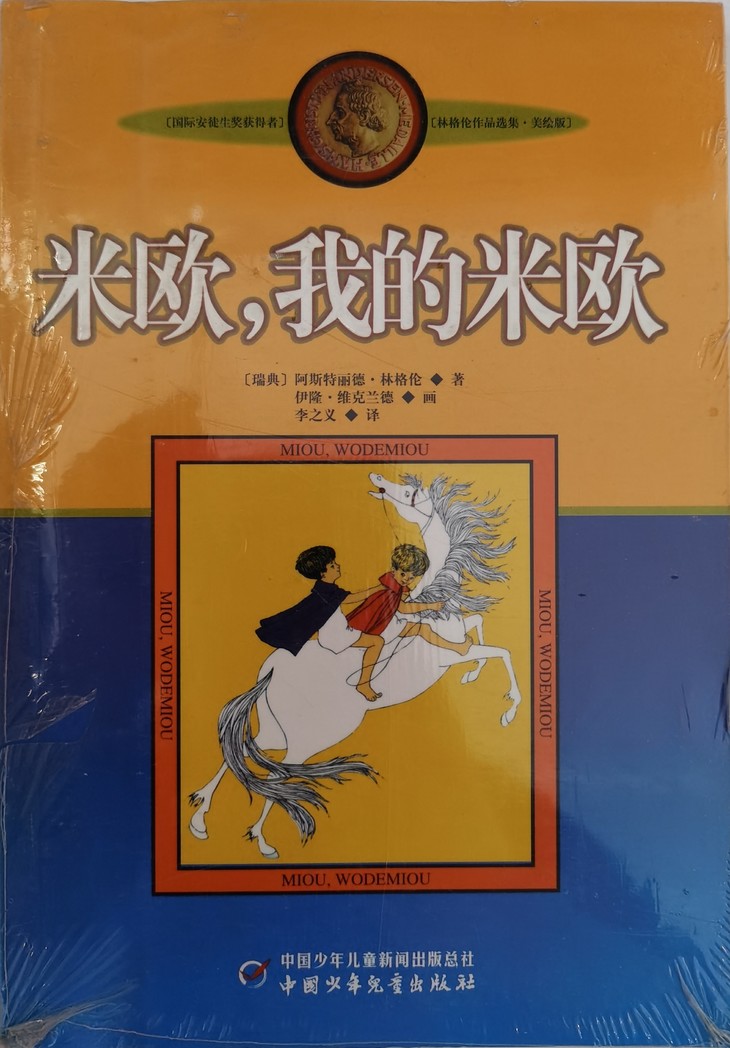 ［国际安徒生奖获得者］
［林格伦作品选集·美绘版］
米欧，我的米欧
〔瑞典〕阿斯特丽德·林格伦 ◆ 著
伊隆·维克兰德 ◆ 画
李之义 ◆ 译
MIOU, WODEMIOU
MIOU, WODEMIOU
MIOU, WODEMIOU
MIOU, WODEMIOU
中国少年儿童新闻出版总社
中国少年儿童出版社